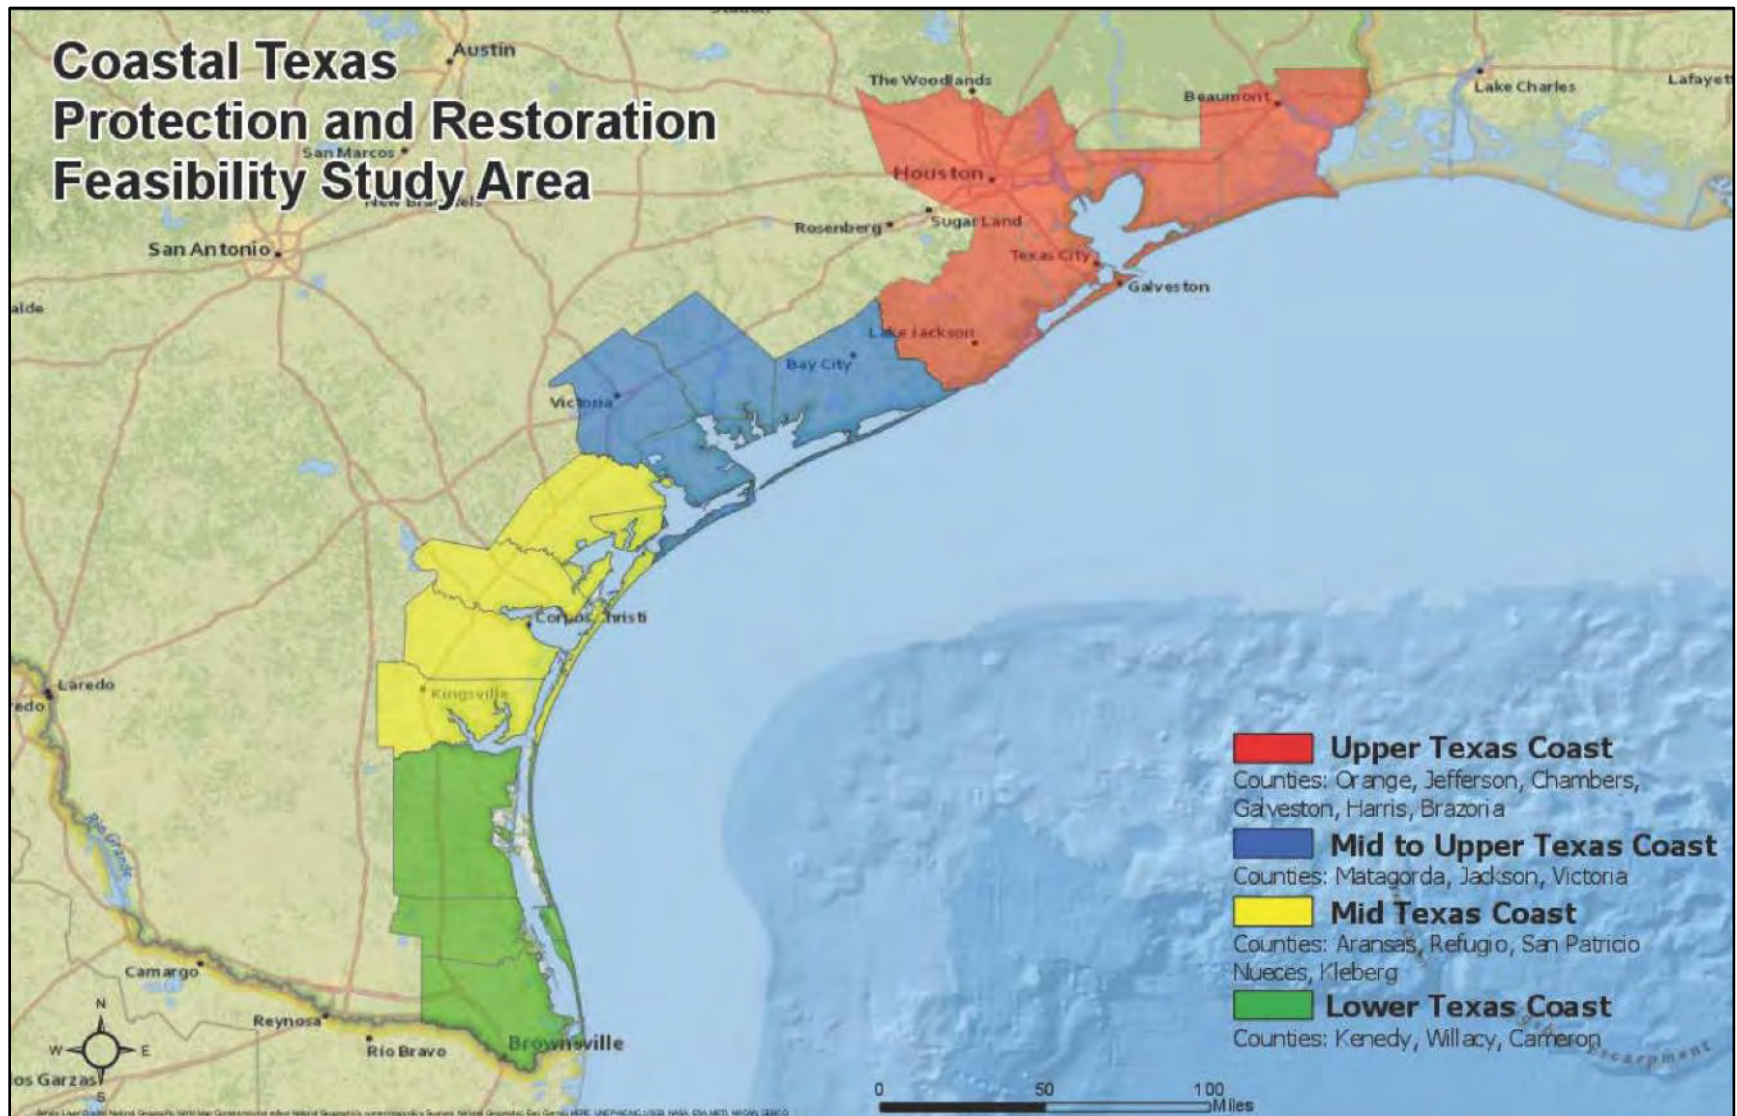 Coastal Texas
Protection and Restoration
Feasibility Study Area
Austin
San Marcos
New Braunfels
San Antonio
The Woodlands
Beaumont
Lake Charles
Houston
Rosenberg
Sugar Land
Texas City
Galveston
Lake Jackson
Bay City
Victoria
Corpus Christi
Kingsville
Laredo
Rio Grande
Camargo
Reynosa
Rio Bravo
Brownsville
N
W
E
S
Upper Texas Coast
Counties: Orange, Jefferson, Chambers,
Galveston, Harris, Brazoria
Mid to Upper Texas Coast
Counties: Matagorda, Jackson, Victoria
Mid Texas Coast
Counties: Aransas, Refugio, San Patricio
Nueces, Kleberg
Lower Texas Coast
Counties: Kenedy, Willacy, Cameron
Escarpment
0
50
100
Miles